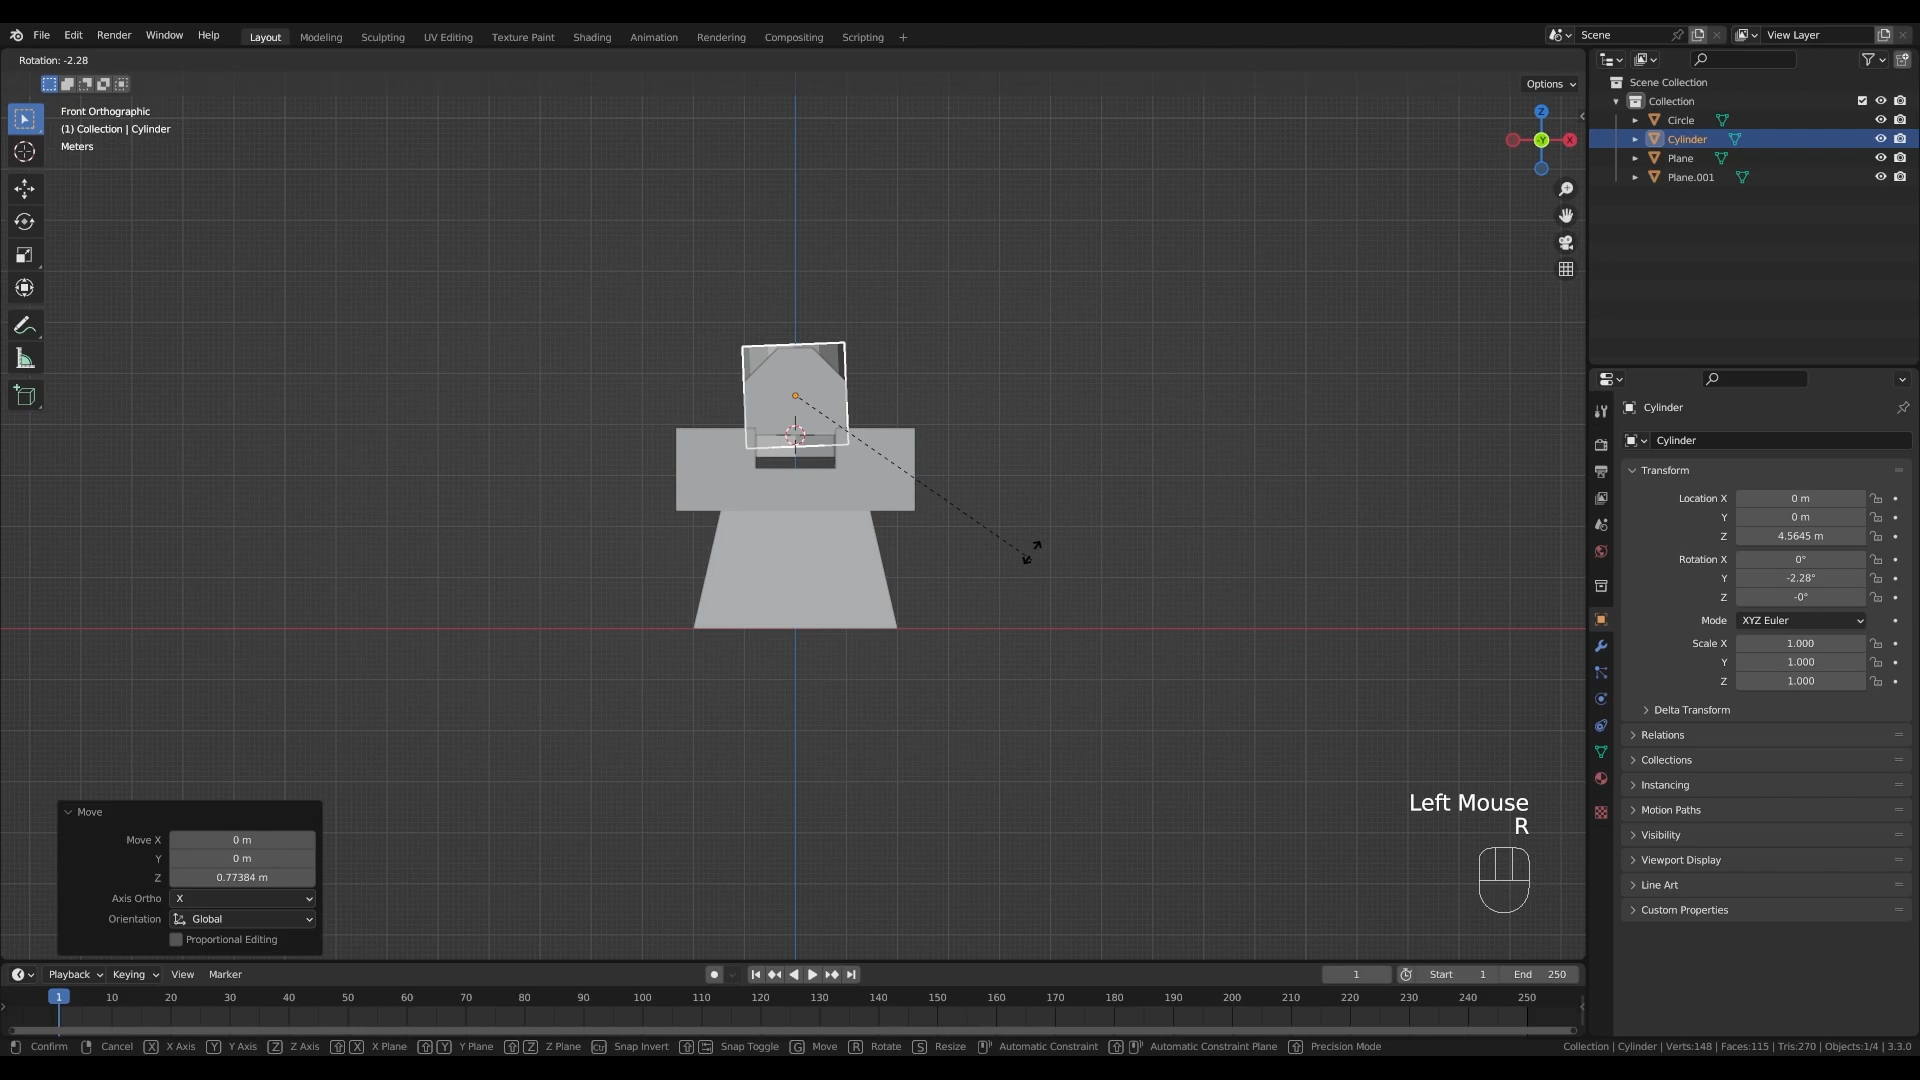 File Edit Render Window Help Layout Modeling Sculpting UV Editing Texture Paint Shading Animation Rendering Compositing Scripting + Scene View Layer
Rotation: -2.28
Options
Front Orthographic
(1) Collection | Cylinder
Meters
Z
Y
X
Scene Collection
Collection
Circle
Cylinder
Plane
Plane.001
Cylinder
Cylinder
Transform
Location X 0 m
Y 0 m
Z 4.5645 m
Rotation X 0°
Y -2.28°
Z -0°
Mode XYZ Euler
Scale X 1.000
Y 1.000
Z 1.000
Delta Transform
Relations
Collections
Instancing
Motion Paths
Visibility
Viewport Display
Line Art
Custom Properties
Left Mouse
R
Move
Move X 0 m
Y 0 m
Z 0.77384 m
Axis Ortho X
Orientation Global
Proportional Editing
Playback Keying View Marker 1 Start 1 End 250
1 10 20 30 40 50 60 70 80 90 100 110 120 130 140 150 160 170 180 190 200 210 220 230 240 250
Confirm Cancel X X Axis Y Y Axis Z Z Axis X X Plane Y Y Plane Z Z Plane Ctrl Snap Invert Snap Toggle G Move R Rotate S Resize Automatic Constraint Automatic Constraint Plane Precision Mode Collection | Cylinder | Verts:148 | Faces:115 | Tris:270 | Objects:1/4 | 3.3.0